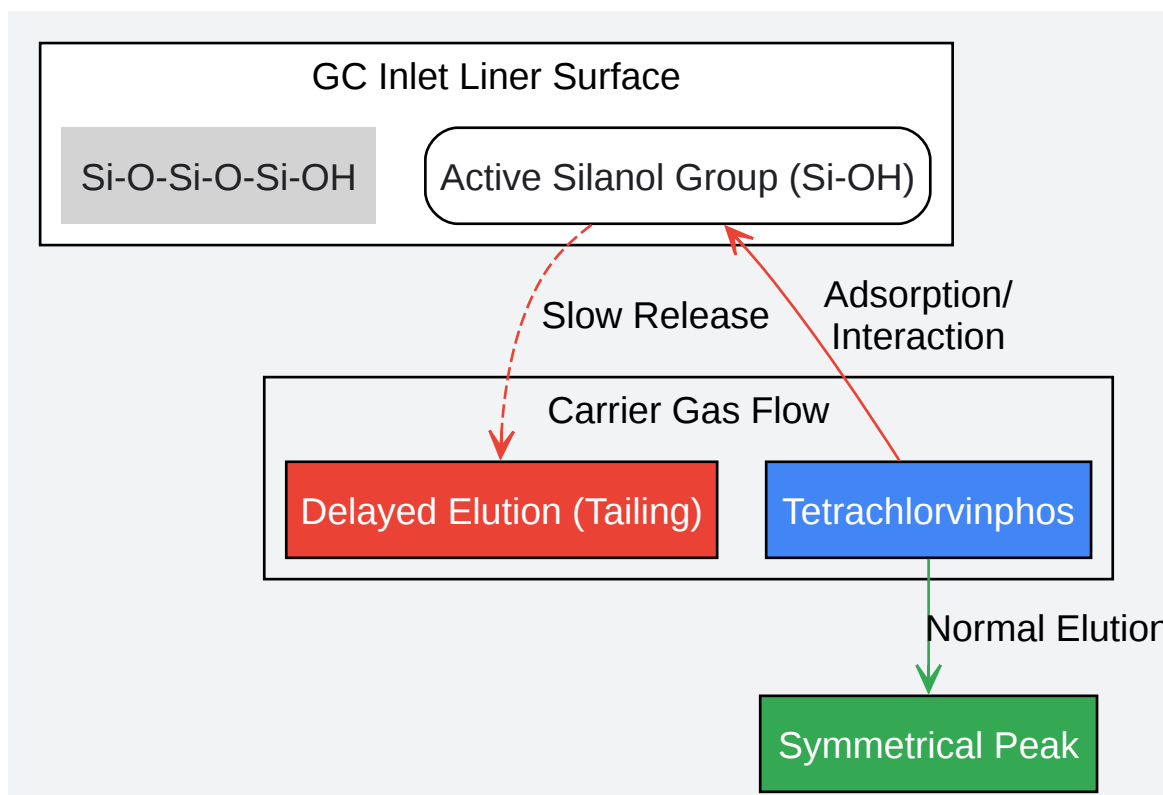 GC Inlet Liner Surface
Si-O-Si-O-Si-OH
Active Silanol Group (Si-OH)
Slow Release
Adsorption/
Interaction
Carrier Gas Flow
Delayed Elution (Tailing)
Tetrachlorvinphos
Normal Elution
Symmetrical Peak